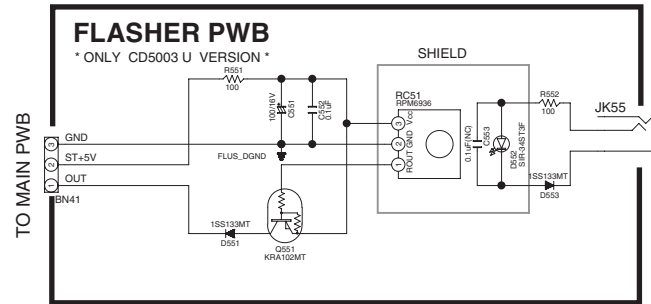 FLASHER PWB
* ONLY CD5003 U VERSION *
SHIELD
R551
100
100/16V
C551
C552
0.1uF
RC51
RPM6936
3 Vcc
2 GND
1 ROUT
0.1uF(NC)
C553
D552
SIR-34ST3F
R552
100
JK55
TO MAIN PWB
3 GND
2 ST+5V
1 OUT
BN41
FLUS_DGND
1SS133MT
D551
Q551
KRA102MT
1SS133MT
D553